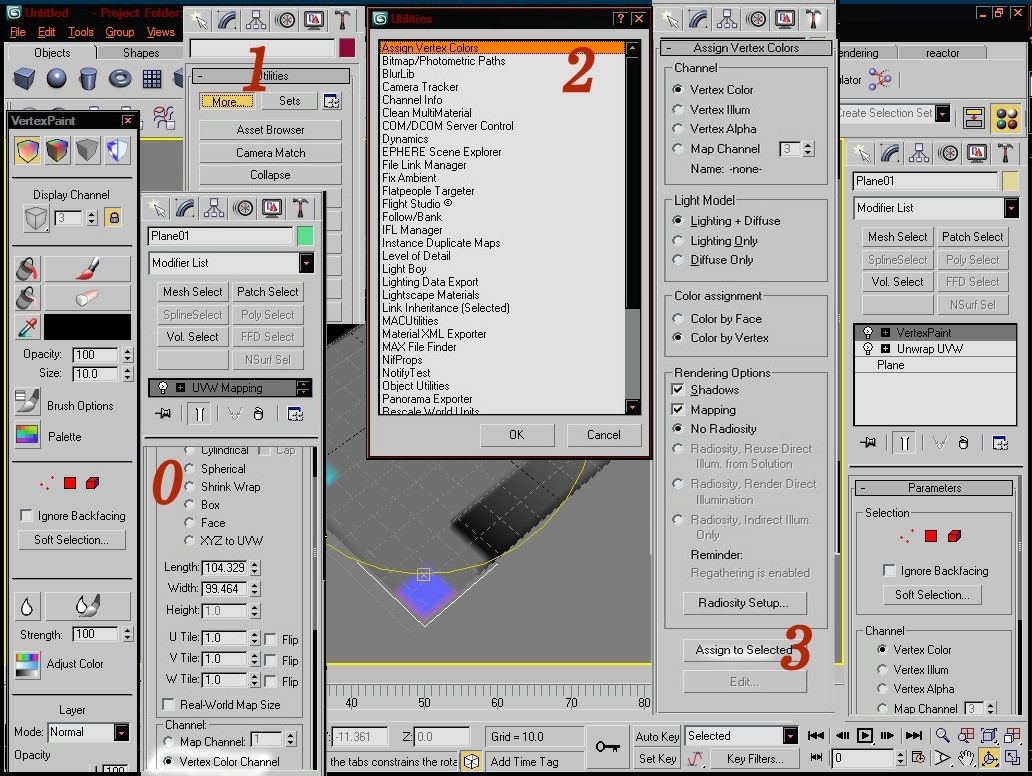 Untitled - Project Folder:
File Edit Tools Group Views
Objects Shapes
VertexPaint
Display Channel
3
Opacity: 100
Size: 10.0
Brush Options
Palette
Ignore Backfacing
Soft Selection...
Strength: 100
Adjust Color
Layer
Mode: Normal
Opacity
100
1
Utilities
More... Sets
Asset Browser
Camera Match
Collapse
Plane01
Modifier List
Mesh Select Patch Select
SplineSelect Poly Select
Vol. Select FFD Select
NSurf Sel
UVW Mapping
0
Cylindrical Cap
Spherical
Shrink Wrap
Box
Face
XYZ to UVW
Length: 104.329
Width: 99.464
Height: 1.0
U Tile: 1.0 Flip
V Tile: 1.0 Flip
W Tile: 1.0 Flip
Real-World Map Size
Channel:
Map Channel: 1
Vertex Color Channel
Utilities
2
Assign Vertex Colors
Bitmap/Photometric Paths
BlurLib
Camera Tracker
Channel Info
Clean MultiMaterial
COM/DCOM Server Control
Dynamics
EPHERE Scene Explorer
File Link Manager
Fix Ambient
Flatpeople Targeter
Flight Studio ©
Follow/Bank
IFL Manager
Instance Duplicate Maps
Level of Detail
Light Boy
Lighting Data Export
Lightscape Materials
Link Inheritance (Selected)
MACUtilities
Material XML Exporter
MAX File Finder
NifProps
NotifyTest
Object Utilities
Panorama Exporter
Rescale World Units
OK Cancel
Assign Vertex Colors
Channel
Vertex Color
Vertex Illum
Vertex Alpha
Map Channel 3
Name: -none-
Light Model
Lighting + Diffuse
Lighting Only
Diffuse Only
Color assignment
Color by Face
Color by Vertex
Rendering Options
Shadows
Mapping
No Radiosity
Radiosity, Reuse Direct
Illum. from Solution
Radiosity, Render Direct
Illumination
Radiosity, Indirect Illum.
Only
Reminder:
Regathering is enabled
Radiosity Setup...
Assign to Selected
3
Edit...
endering reactor
ulator
Create Selection Set
Plane01
Modifier List
Mesh Select Patch Select
SplineSelect Poly Select
Vol. Select FFD Select
NSurf Sel
VertexPaint
Unwrap UVW
Plane
Parameters
Selection
Ignore Backfacing
Soft Selection...
Channel
Vertex Color
Vertex Illum
Vertex Alpha
Map Channel 3
40 50 60 70 80
Y: -11.361 Z: 0.0 Grid = 10.0
Auto Key Selected
the tabs constrains the rota Add Time Tag
Set Key Key Filters... 0